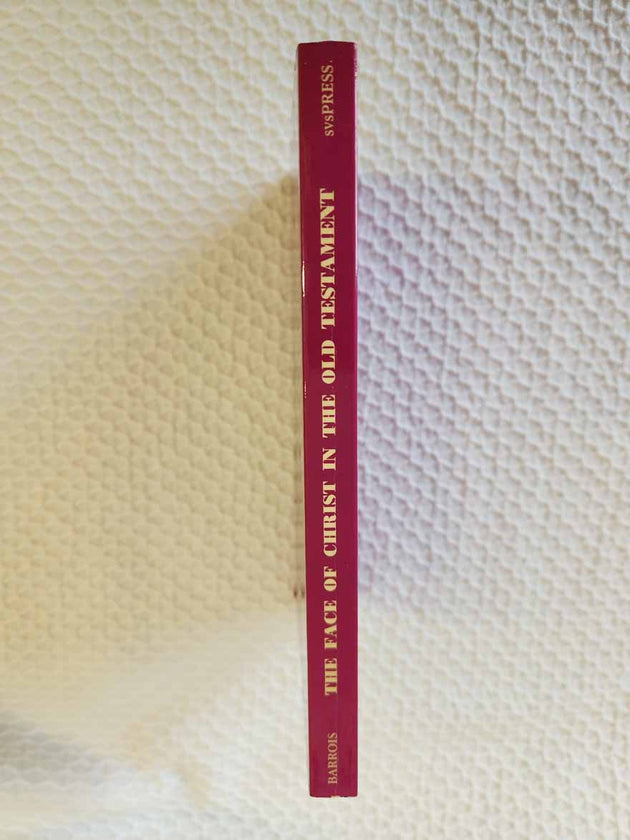 BARROIS
THE FACE OF CHRIST IN THE OLD TESTAMENT
svsPRESS